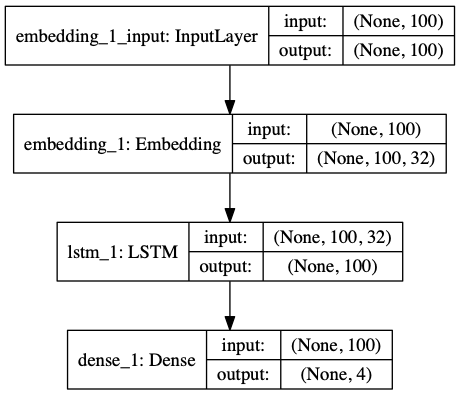 embedding_1_input: InputLayer
input: (None, 100)
output: (None, 100)
embedding_1: Embedding
input: (None, 100)
output: (None, 100, 32)
lstm_1: LSTM
input: (None, 100, 32)
output: (None, 100)
dense_1: Dense
input: (None, 100)
output: (None, 4)